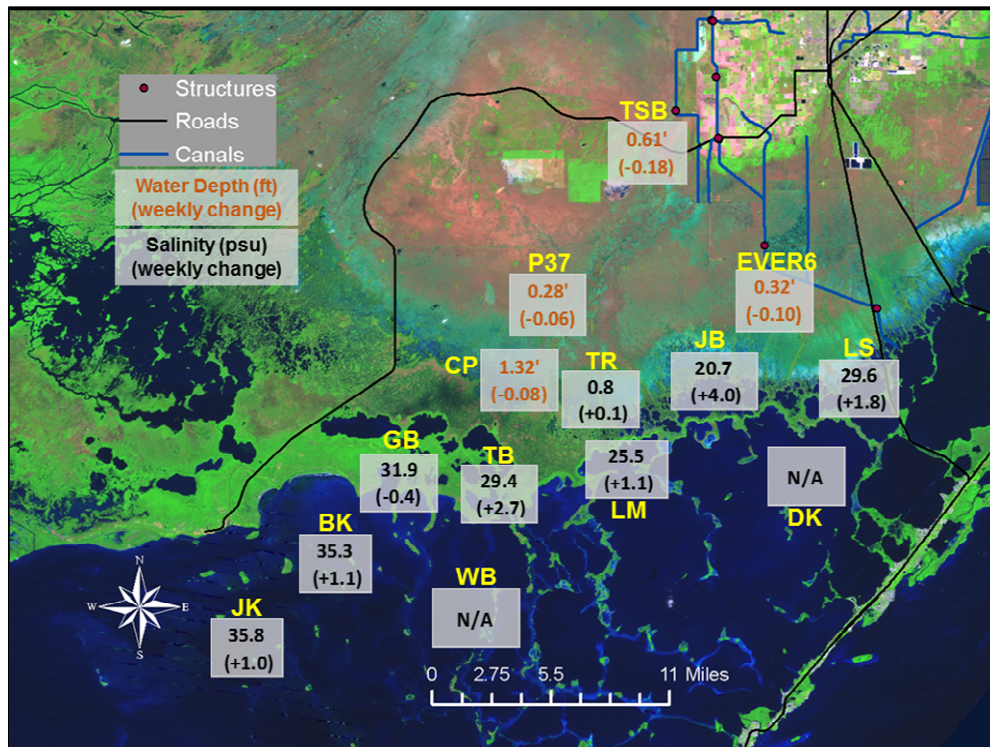 Structures
Roads
Canals
Water Depth (ft)
(weekly change)
Salinity (psu)
(weekly change)
TSB
0.61'
(-0.18)
P37
0.28'
(-0.06)
EVER6
0.32'
(-0.10)
CP
1.32'
(-0.08)
TR
0.8
(+0.1)
JB
20.7
(+4.0)
LS
29.6
(+1.8)
GB
31.9
(-0.4)
TB
29.4
(+2.7)
25.5
(+1.1)
LM
N/A
DK
BK
35.3
(+1.1)
WB
N/A
JK
35.8
(+1.0)
N
W E
S
0 2.75 5.5 11 Miles